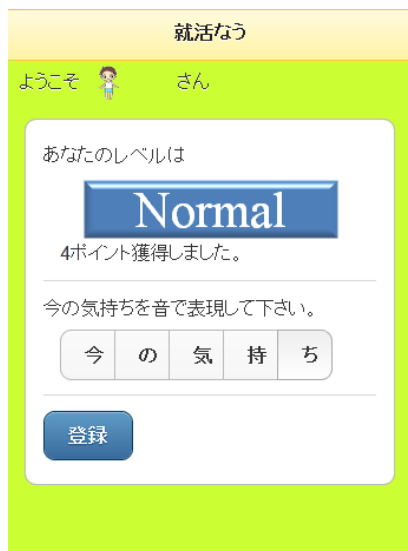 就活なう
ようこそ さん
あなたのレベルは
Normal
4ポイント獲得しました。
今の気持ちを音で表現して下さい。
今 の 気 持 ち
登録